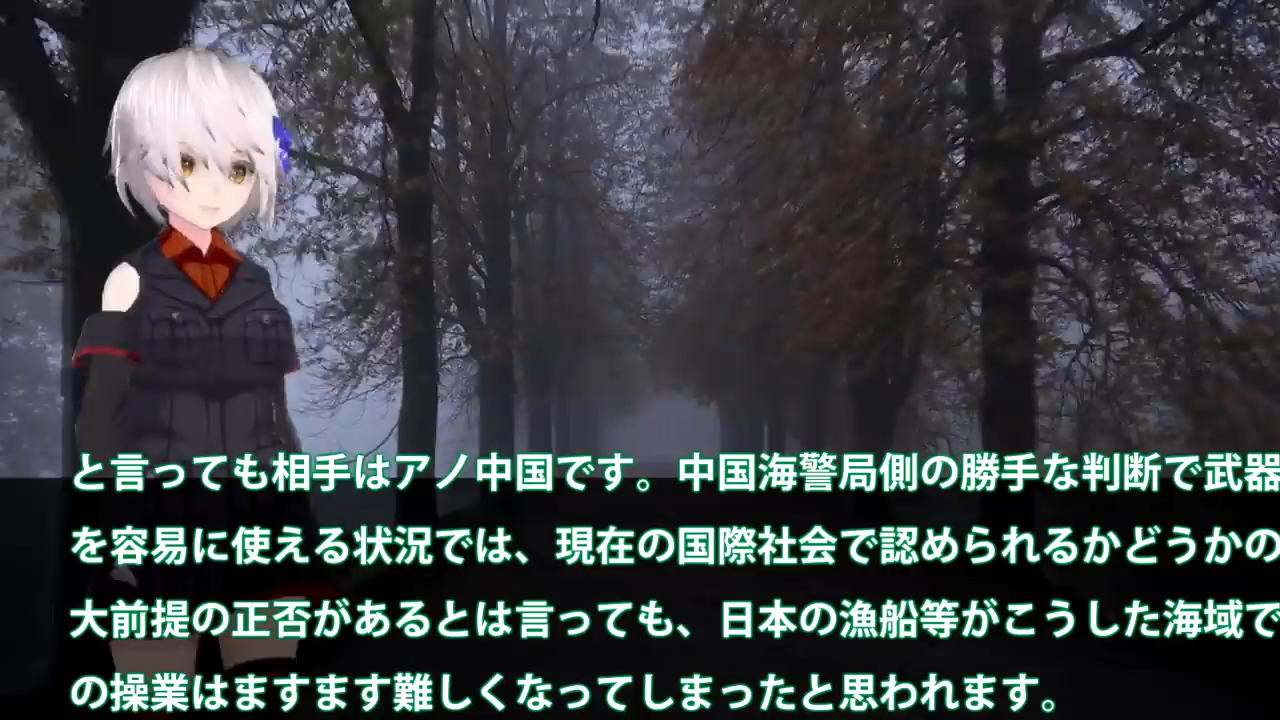 と言っても相手はアノ中国です。中国海警局側の勝手な判断で武器
を容易に使える状況では、現在の国際社会で認められるかどうかの
大前提の正否があるとは言っても、日本の漁船等がこうした海域で
の操業はますます難しくなってしまったと思われます。